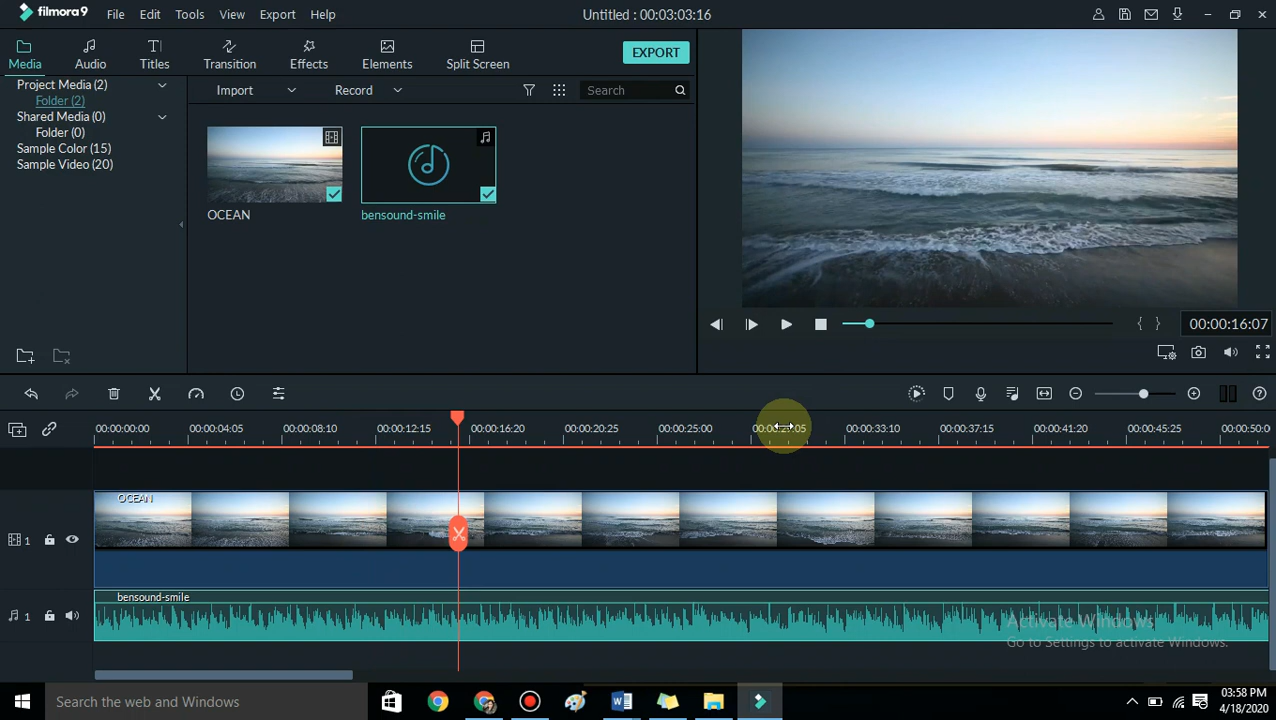 filmora9 File Edit Tools View Export Help Untitled : 00:03:03:16
Media Audio Titles Transition Effects Elements Split Screen EXPORT
Project Media (2)
Folder (2)
Shared Media (0)
Folder (0)
Sample Color (15)
Sample Video (20)
Import Record Search
OCEAN bensound-smile
00:00:16:07
00:00:00:00 00:00:04:05 00:00:08:10 00:00:12:15 00:00:16:20 00:00:20:25 00:00:25:00 00:00:29:05 00:00:33:10 00:00:37:15 00:00:41:20 00:00:45:25 00:00:50:0
OCEAN
1
bensound-smile
1
Activate Windows
Go to Settings to activate Windows.
Search the web and Windows
03:58 PM
4/18/2020